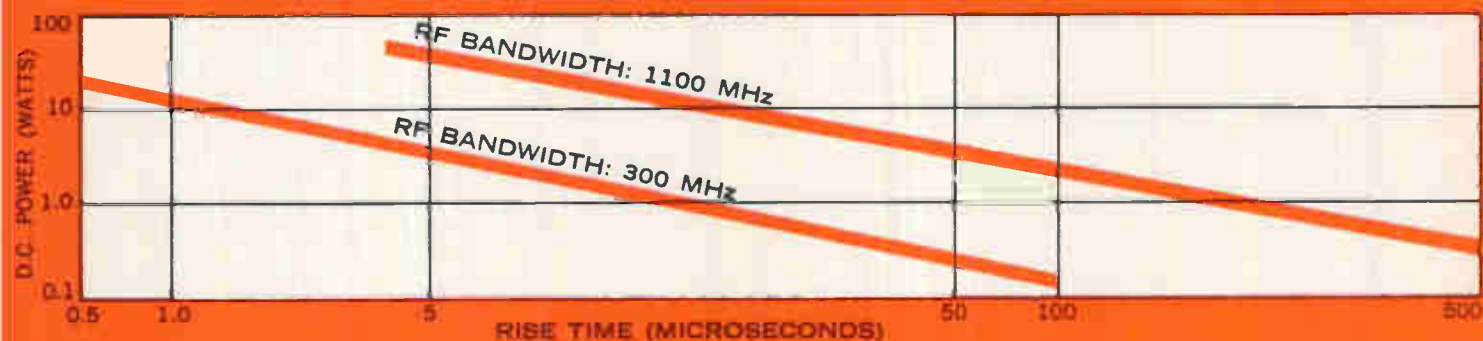 100
10
1.0
0.1
D.C. POWER (WATTS)
RF BANDWIDTH: 1100 MHz
RF BANDWIDTH: 300 MHz
0.5 1.0 5 50 100 500
RISE TIME (MICROSECONDS)